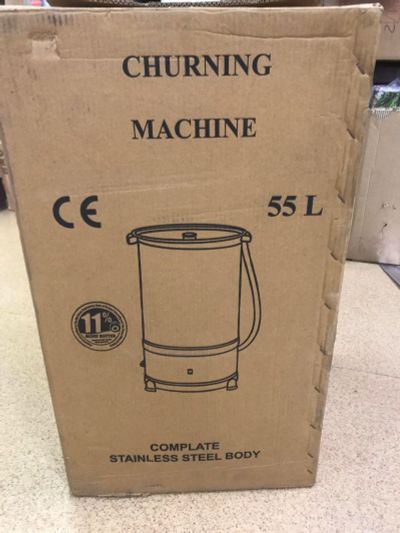 CHURNING
MACHINE
CE
55 L
11%
COMPLATE
STAINLESS STEEL BODY